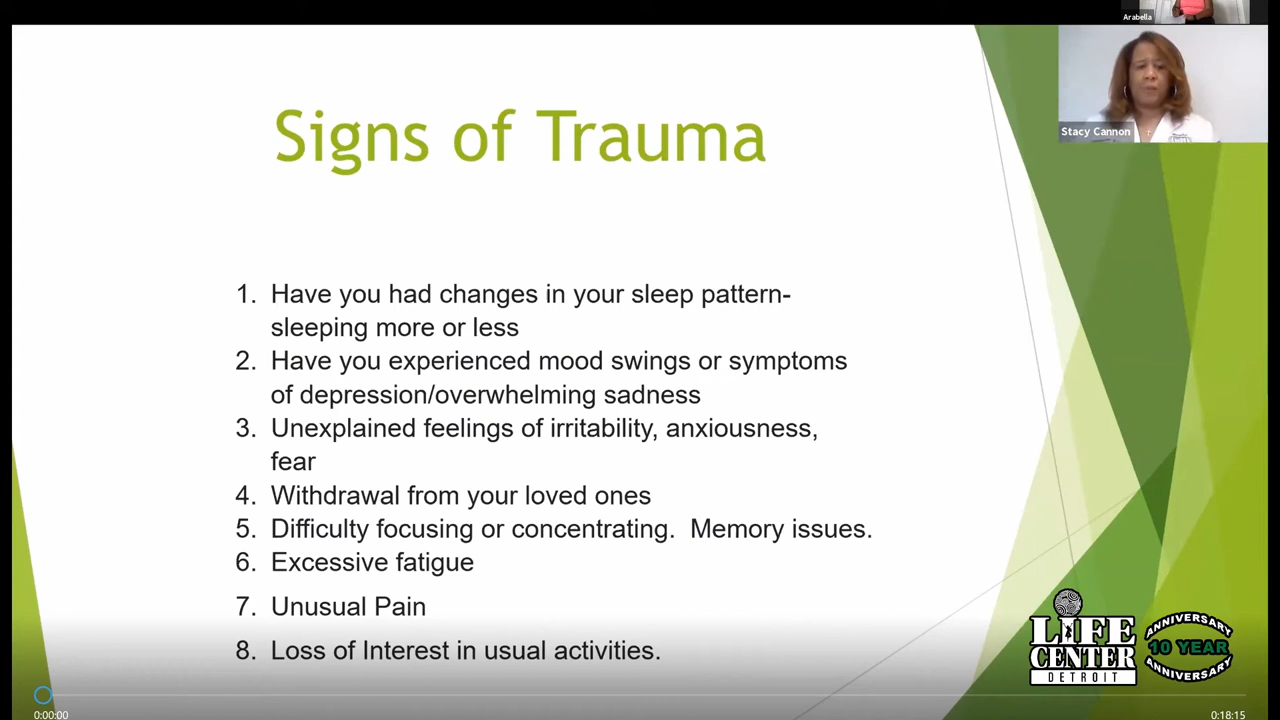 Arabella
Signs of Trauma
Stacy Cannon
1. Have you had changes in your sleep pattern-
sleeping more or less
2. Have you experienced mood swings or symptoms
of depression/overwhelming sadness
3. Unexplained feelings of irritability, anxiousness,
fear
4. Withdrawal from your loved ones
5. Difficulty focusing or concentrating.  Memory issues.
6. Excessive fatigue
7. Unusual Pain
8. Loss of Interest in usual activities.
LIFE
CENTER
DETROIT
ANNIVERSARY
10 YEAR
ANNIVERSARY
0:00:00
0:18:15